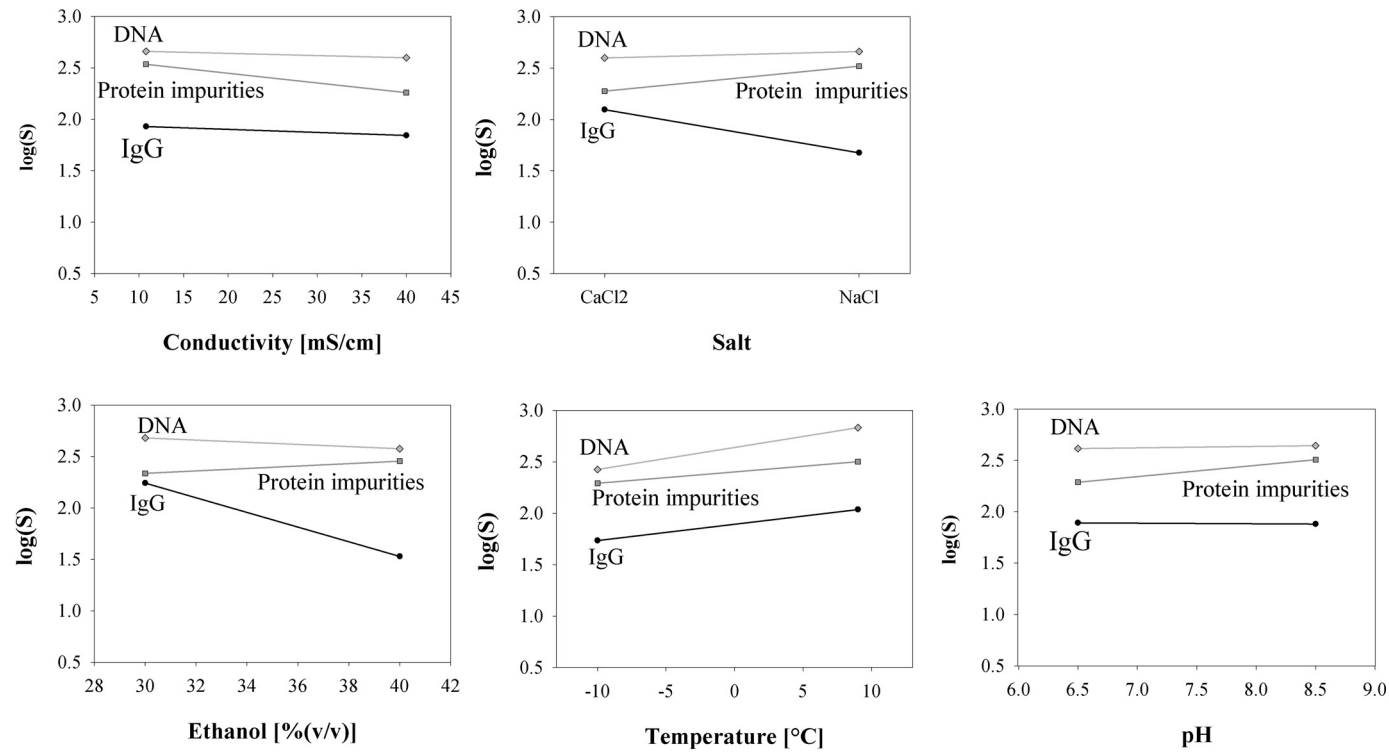 3.0
2.5
2.0
1.5
1.0
0.5
log(S)
DNA
Protein impurities
IgG
5 10 15 20 25 30 35 40 45
Conductivity [mS/cm]
3.0
2.5
2.0
1.5
1.0
0.5
log(S)
DNA
Protein impurities
IgG
CaCl2 NaCl
Salt
3.0
2.5
2.0
1.5
1.0
0.5
log(S)
DNA
Protein impurities
IgG
28 30 32 34 36 38 40 42
Ethanol [%(v/v)]
3.0
2.5
2.0
1.5
1.0
0.5
log(S)
DNA
Protein impurities
IgG
-10 -5 0 5 10
Temperature [°C]
3.0
2.5
2.0
1.5
1.0
0.5
log(S)
DNA
Protein impurities
IgG
6.0 6.5 7.0 7.5 8.0 8.5 9.0
pH